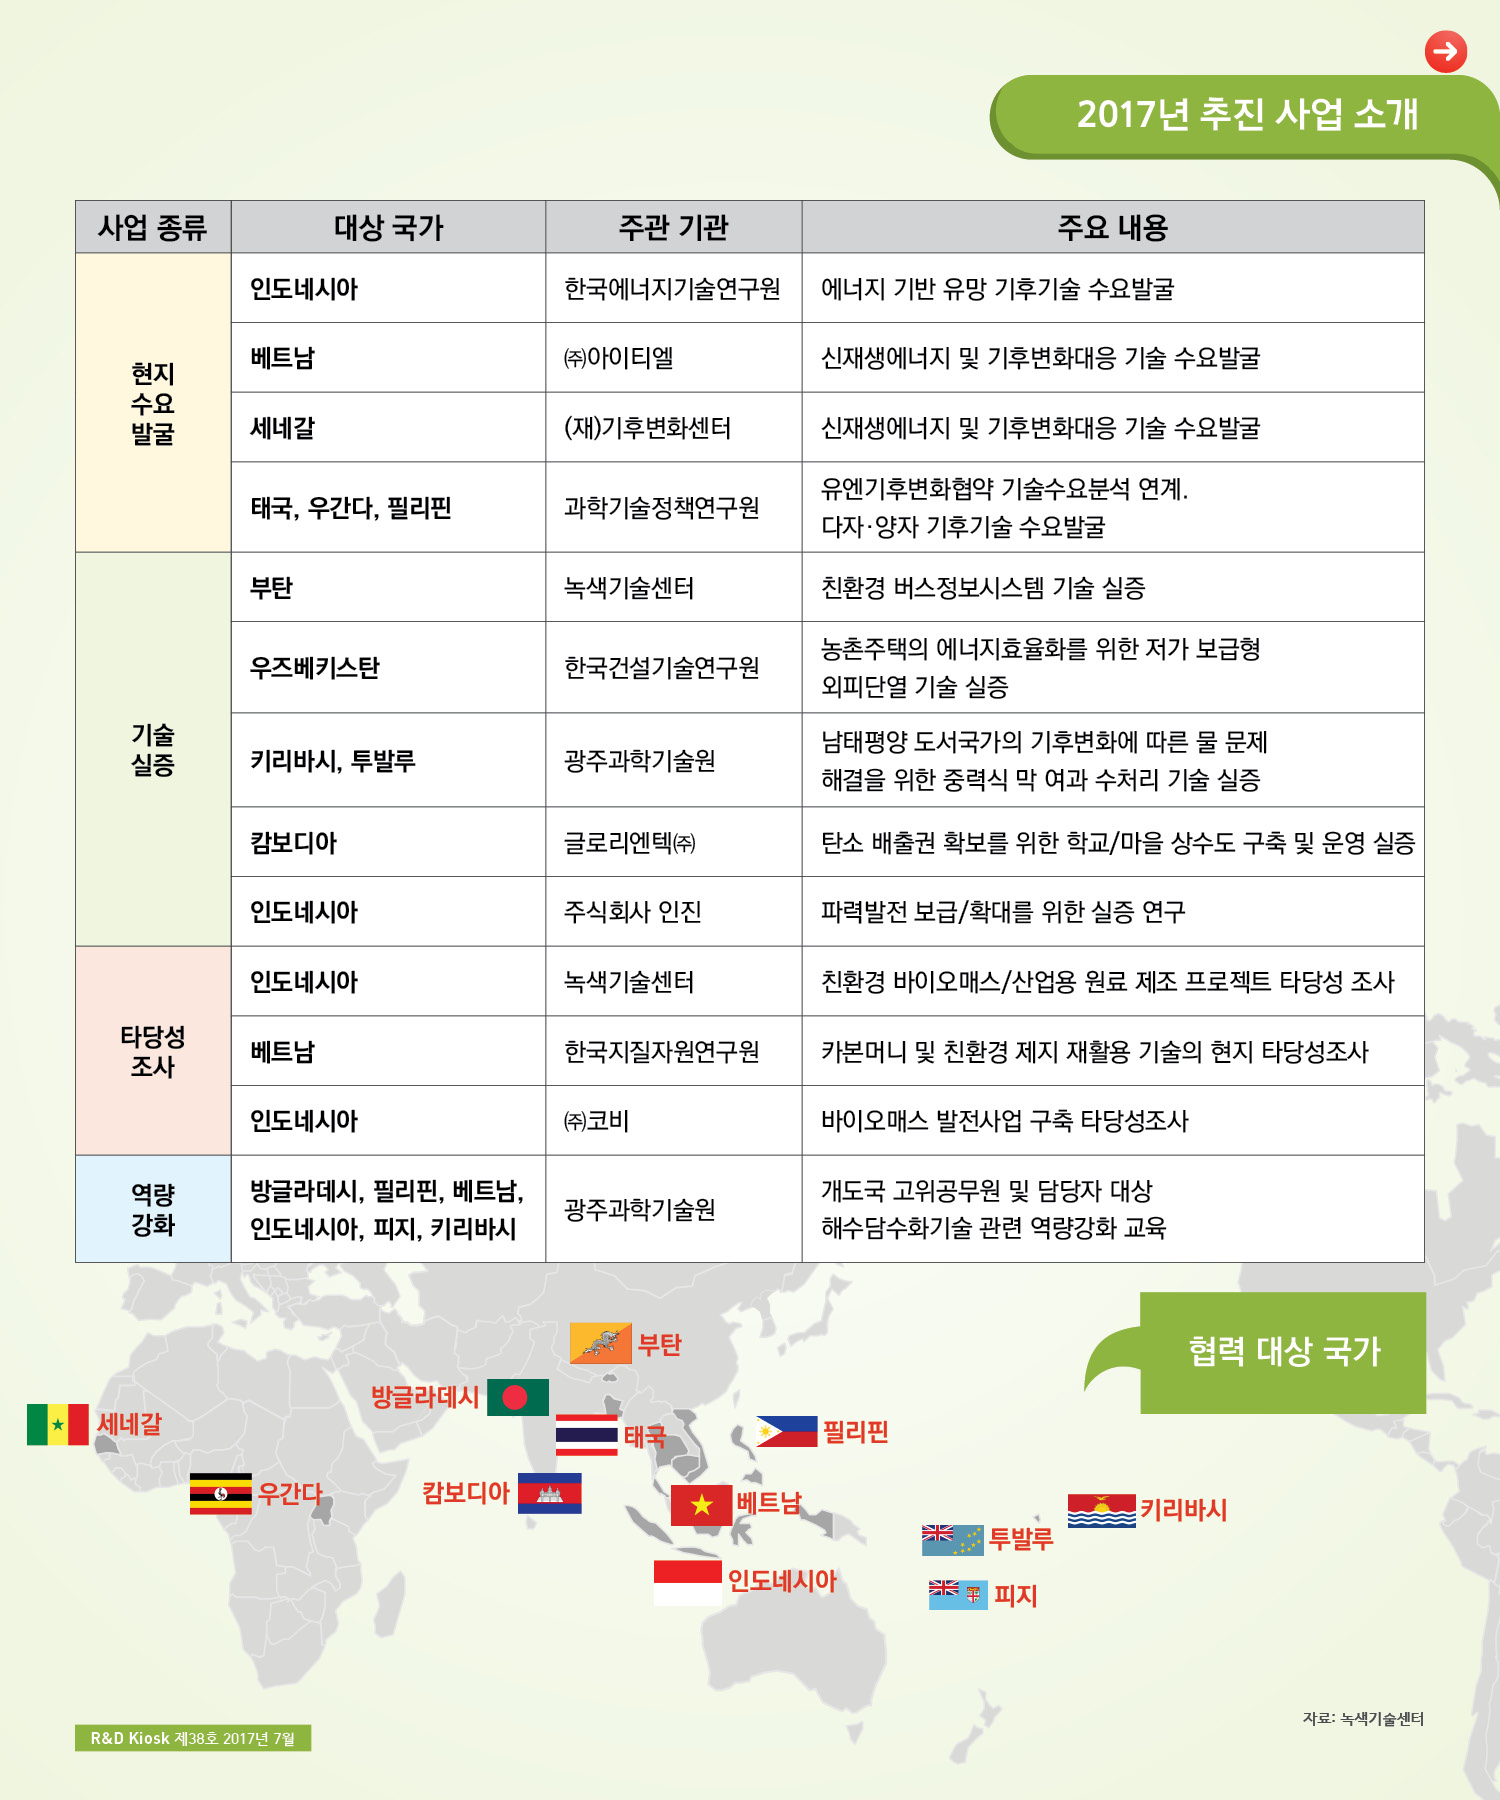 2017년 추진 사업 소개
사업 종류 대상 국가 주관 기관 주요 내용
현지
수요
발굴
인도네시아 한국에너지기술연구원 에너지 기반 유망 기후기술 수요발굴
베트남 ㈜아이티엘 신재생에너지 및 기후변화대응 기술 수요발굴
세네갈 (재)기후변화센터 신재생에너지 및 기후변화대응 기술 수요발굴
태국, 우간다, 필리핀 과학기술정책연구원 유엔기후변화협약 기술수요분석 연계.
다자·양자 기후기술 수요발굴
기술
실증
부탄 녹색기술센터 친환경 버스정보시스템 기술 실증
우즈베키스탄 한국건설기술연구원 농촌주택의 에너지효율화를 위한 저가 보급형
외피단열 기술 실증
키리바시, 투발루 광주과학기술원 남태평양 도서국가의 기후변화에 따른 물 문제
해결을 위한 중력식 막 여과 수처리 기술 실증
캄보디아 글로리엔텍㈜ 탄소 배출권 확보를 위한 학교/마을 상수도 구축 및 운영 실증
인도네시아 주식회사 인진 파력발전 보급/확대를 위한 실증 연구
타당성
조사
인도네시아 녹색기술센터 친환경 바이오매스/산업용 원료 제조 프로젝트 타당성 조사
베트남 한국지질자원연구원 카본머니 및 친환경 제지 재활용 기술의 현지 타당성조사
인도네시아 ㈜코비 바이오매스 발전사업 구축 타당성조사
역량
강화
방글라데시, 필리핀, 베트남,
인도네시아, 피지, 키리바시
광주과학기술원
개도국 고위공무원 및 담당자 대상
해수담수화기술 관련 역량강화 교육
협력 대상 국가
부탄
방글라데시
세네갈
태국
필리핀
우간다
캄보디아
베트남
키리바시
투발루
인도네시아
피지
자료: 녹색기술센터
R&D Kiosk 제38호 2017년 7월